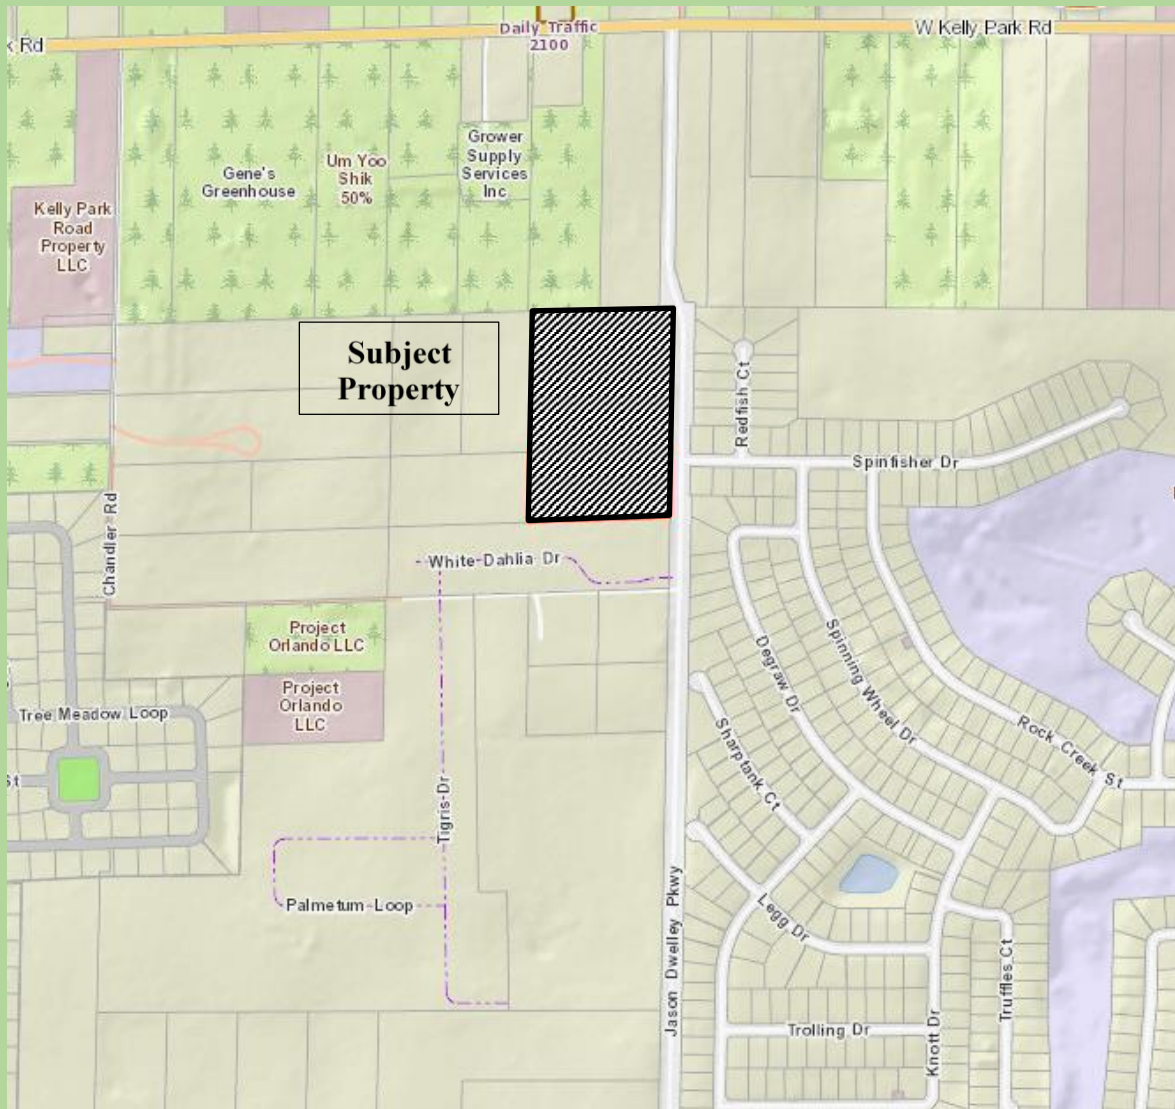 k Rd
Daily Traffic
2100
W Kelly Park Rd
Grower
Supply
Services
Inc
Um Yoo
Shik
50%
Gene's
Greenhouse
Kelly Park
Road
Property
LLC
Subject
Property
Redfish Ct
Spinfisher Dr
Chandler Rd
White Dahlia Dr
Project
Orlando LLC
Project
Orlando
LLC
Degraw Dr
Spinning Wheel Dr
Rock Creek St
Tree Meadow Loop
Sharptank Ct
St
Tigris Dr
Palmetum Loop
Jason Dwelley Pkwy
Legg Dr
Truffles Ct
Trolling Dr
Knott Dr